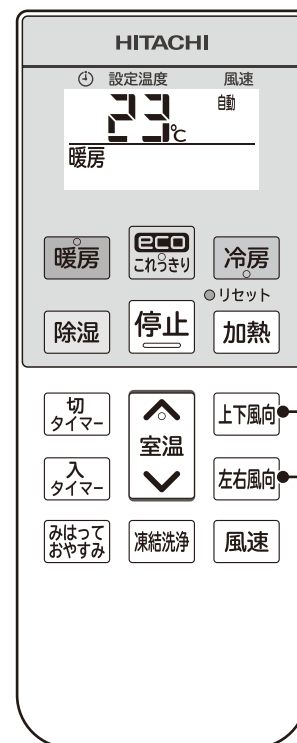 HITACHI
設定温度 風速
23℃ 自動
暖房
暖房 eco これっきり 冷房
リセット
除湿 停止 加熱
切タイマー 室温 上下風向
入タイマー 左右風向
みはっておやすみ 凍結洗浄 風速